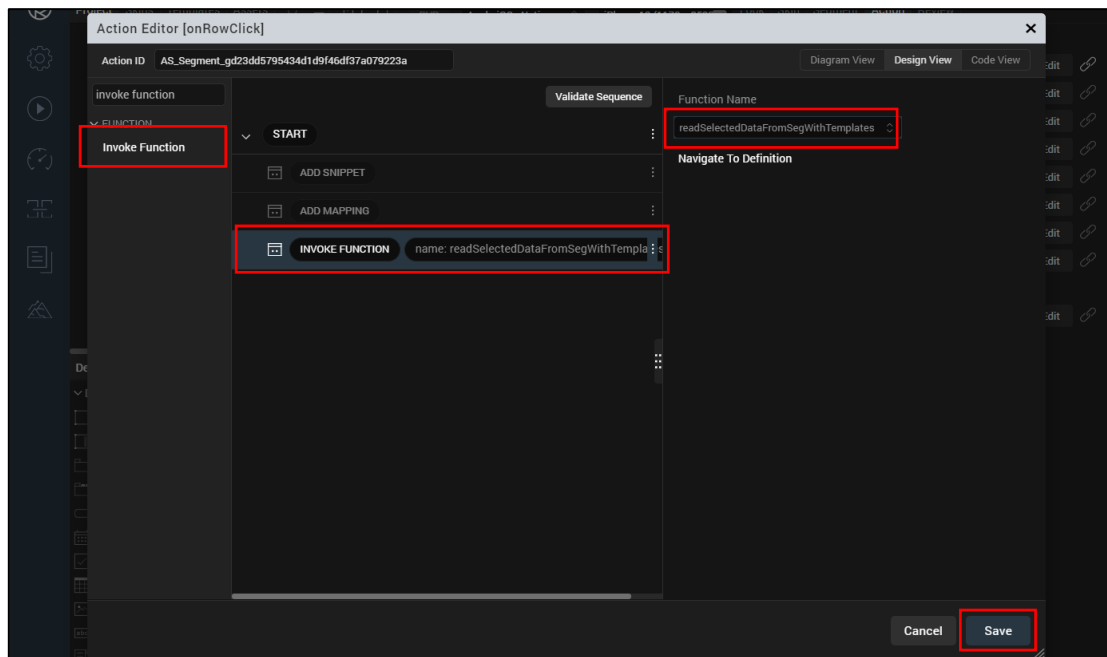 Action Editor [onRowClick]
Action ID AS_Segment_gd23dd5795434d1d9f46df37a079223a
Diagram View Design View Code View
invoke function
Validate Sequence
Function Name
FUNCTION
START
readSelectedDataFromSegWithTemplates
Invoke Function
Navigate To Definition
ADD SNIPPET
ADD MAPPING
INVOKE FUNCTION name: readSelectedDataFromSegWithTempla
Edit
Edit
Edit
Edit
Edit
Edit
Edit
Edit
Edit
De
Cancel Save